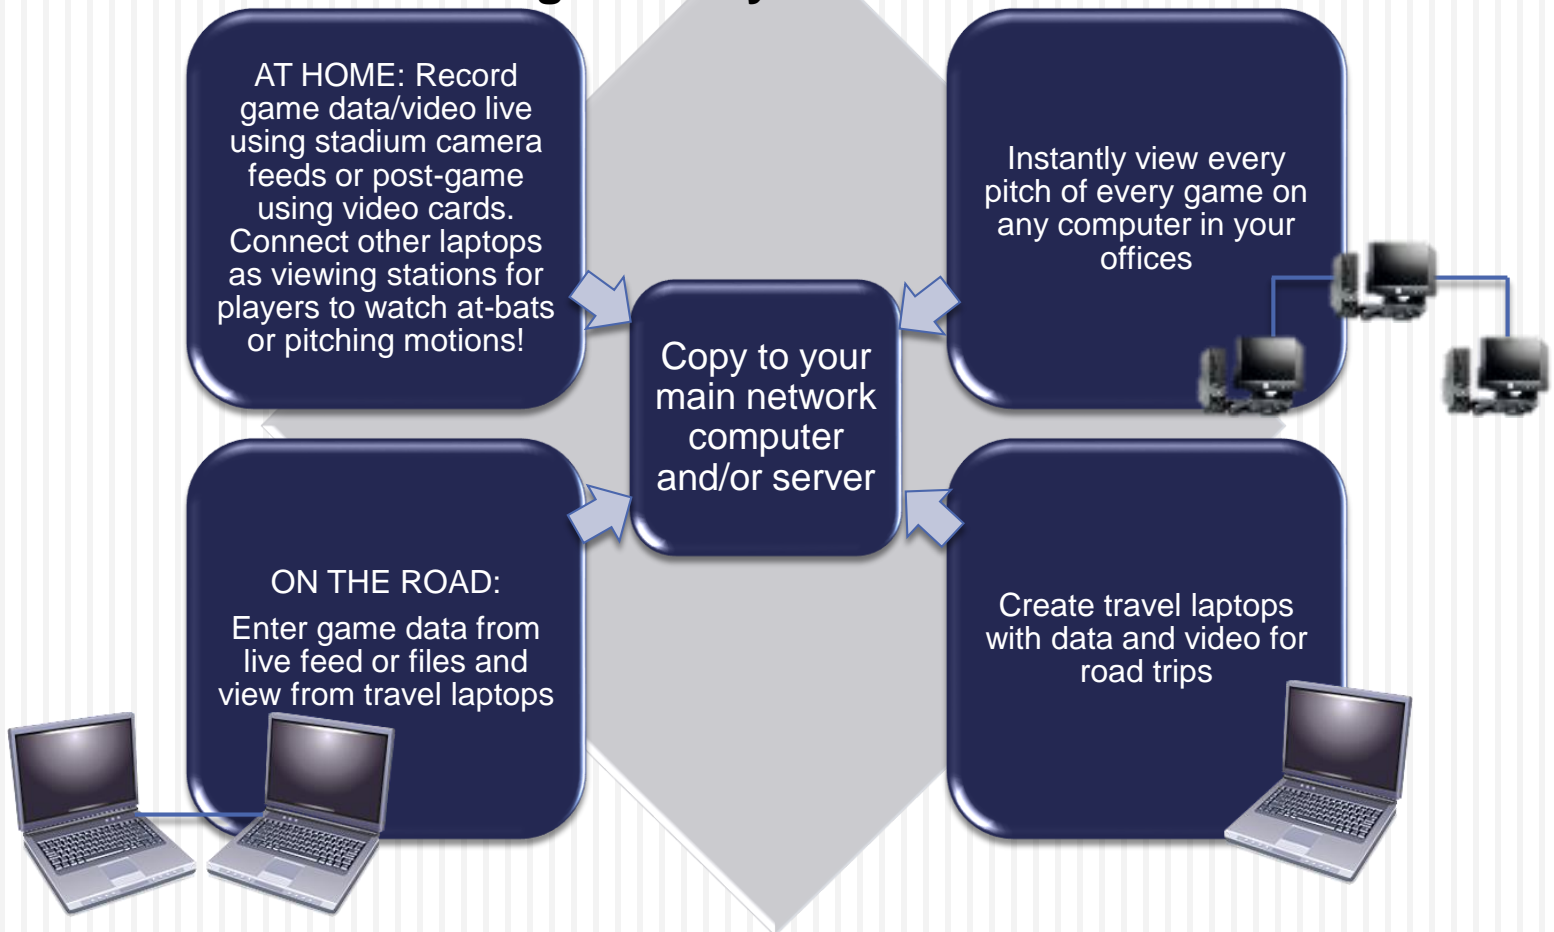 AT HOME: Record
game data/video live
using stadium camera
feeds or post-game
using video cards.
Connect other laptops
as viewing stations for
players to watch at-bats
or pitching motions!
Instantly view every
pitch of every game on
any computer in your
offices
Copy to your
main network
computer
and/or server
ON THE ROAD:
Enter game data from
live feed or files and
view from travel laptops
Create travel laptops
with data and video for
road trips